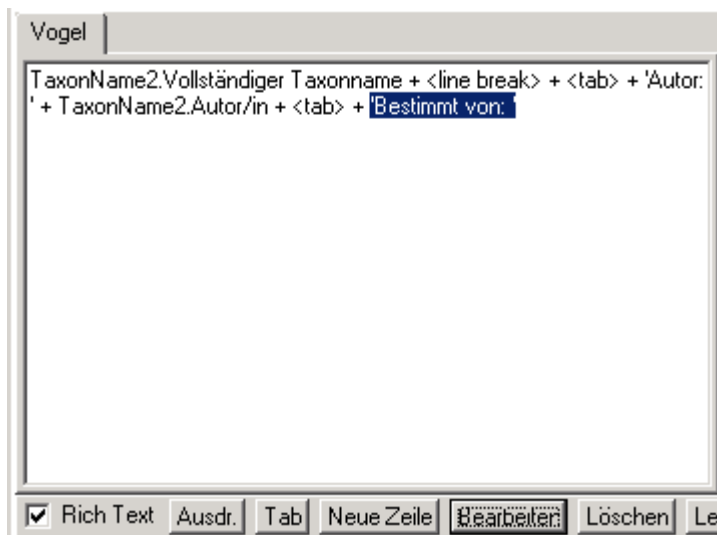 Vogel
TaxonName2.Vollständiger Taxonname + <line break> + <tab> + 'Autor:
' + TaxonName2.Autor/in + <tab> + 'Bestimmt von: '
Rich Text Ausdr. Tab Neue Zeile Bearbeiten Löschen Le